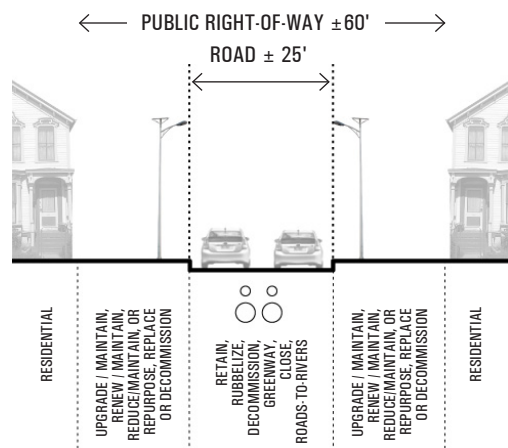 PUBLIC RIGHT-OF-WAY ±60'
ROAD ± 25'
RESIDENTIAL
UPGRADE / MAINTAIN,
RENEW / MAINTAIN,
REDUCE/MAINTAIN, OR
REPURPOSE, REPLACE
OR DECOMMISSION
RETAIN,
RUBBELIZE,
DECOMMISSION,
GREENWAY,
CLOSE,
ROADS-TO-RIVERS
UPGRADE / MAINTAIN,
RENEW / MAINTAIN,
REDUCE/MAINTAIN, OR
REPURPOSE, REPLACE
OR DECOMMISSION
RESIDENTIAL